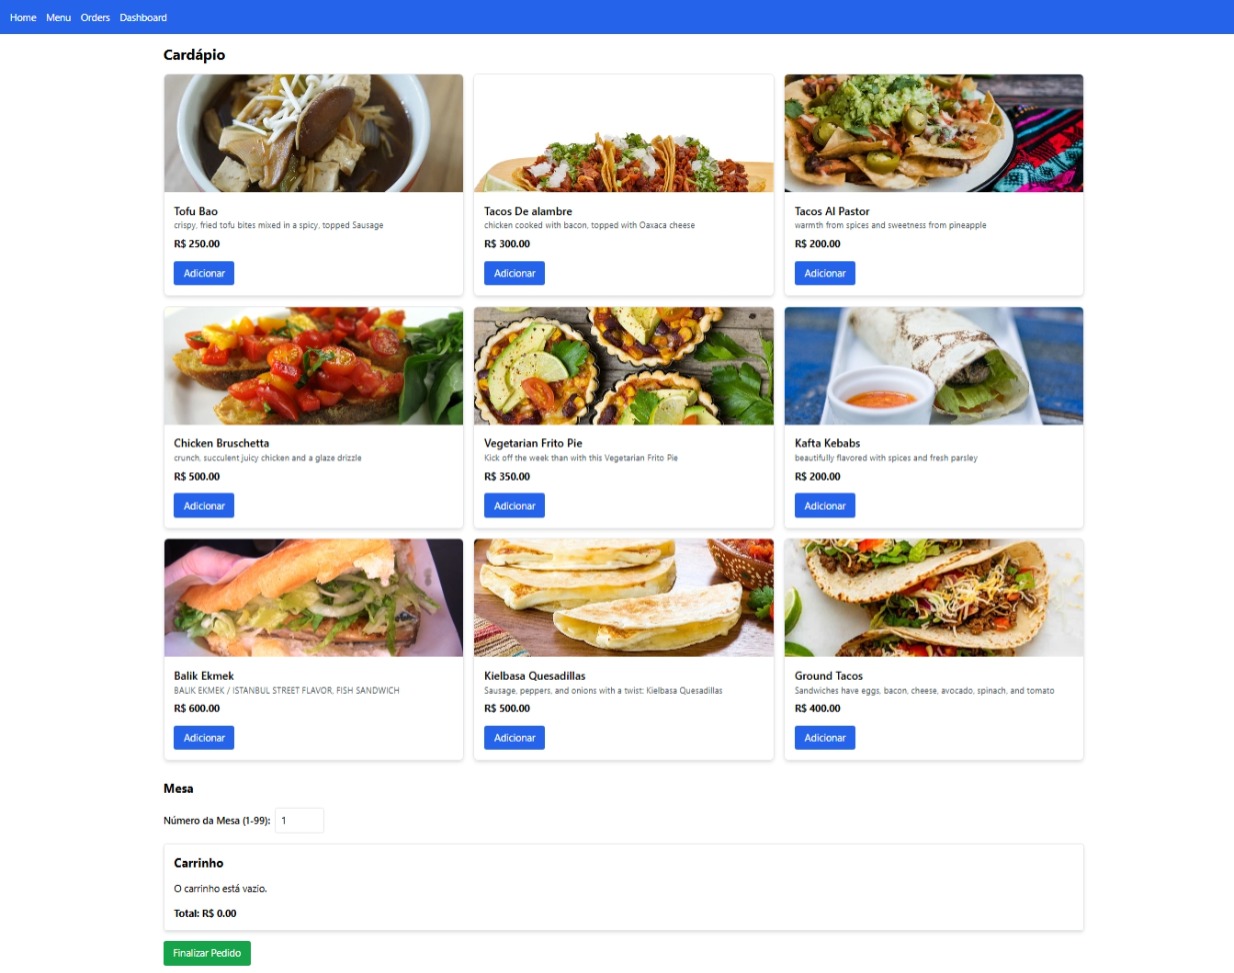 Home Menu Orders Dashboard
Cardápio
Tofu Bao
crispy, fried tofu bites mixed in a spicy, topped Sausage
R$ 250.00
Adicionar
Tacos De alambre
chicken cooked with bacon, topped with Oaxaca cheese
R$ 300.00
Adicionar
Tacos Al Pastor
warmth from spices and sweetness from pineapple
R$ 200.00
Adicionar
Chicken Bruschetta
crunch, succulent juicy chicken and a glaze drizzle
R$ 500.00
Adicionar
Vegetarian Frito Pie
Kick off the week than with this Vegetarian Frito Pie
R$ 350.00
Adicionar
Kafta Kebabs
beautifully flavored with spices and fresh parsley
R$ 200.00
Adicionar
Balik Ekmek
BALIK EKMEK / ISTANBUL STREET FLAVOR, FISH SANDWICH
R$ 600.00
Adicionar
Kielbasa Quesadillas
Sausage, peppers, and onions with a twist: Kielbasa Quesadillas
R$ 500.00
Adicionar
Ground Tacos
Sandwiches have eggs, bacon, cheese, avocado, spinach, and tomato
R$ 400.00
Adicionar
Mesa
Número da Mesa (1-99): 1
Carrinho
O carrinho está vazio.
Total: R$ 0.00
Finalizar Pedido